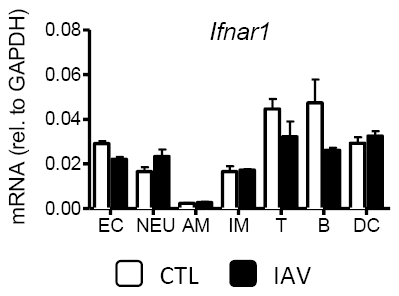 Ifnar1
mRNA (rel. to GAPDH)
0.08
0.06
0.04
0.02
0.00
EC NEU AM IM T B DC
CTL IAV